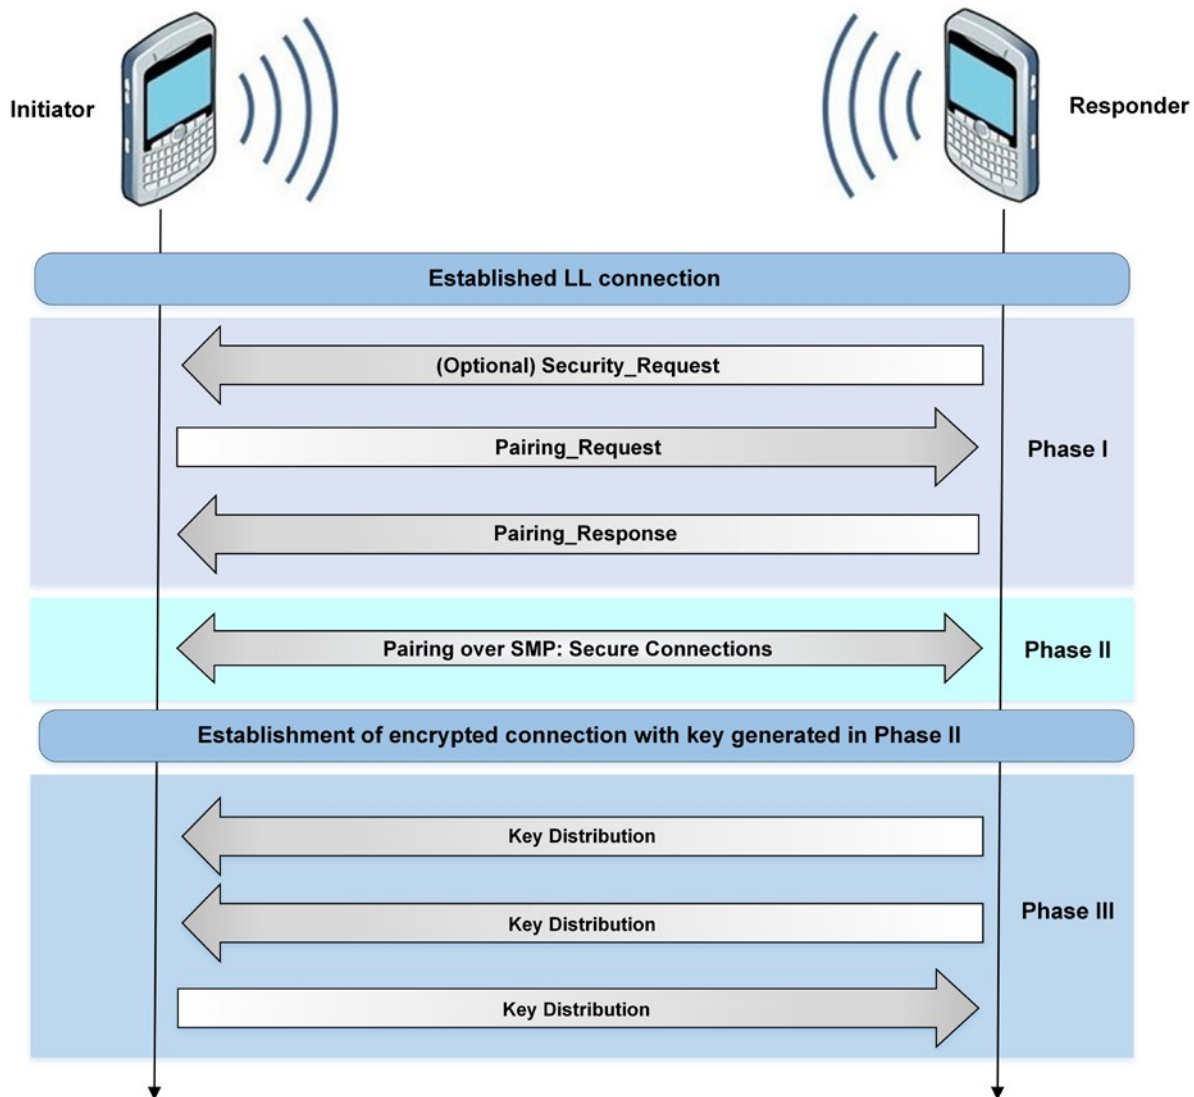 Initiator
Responder
Established LL connection
(Optional) Security_Request
Pairing_Request
Phase I
Pairing_Response
Pairing over SMP: Secure Connections
Phase II
Establishment of encrypted connection with key generated in Phase II
Key Distribution
Key Distribution
Phase III
Key Distribution